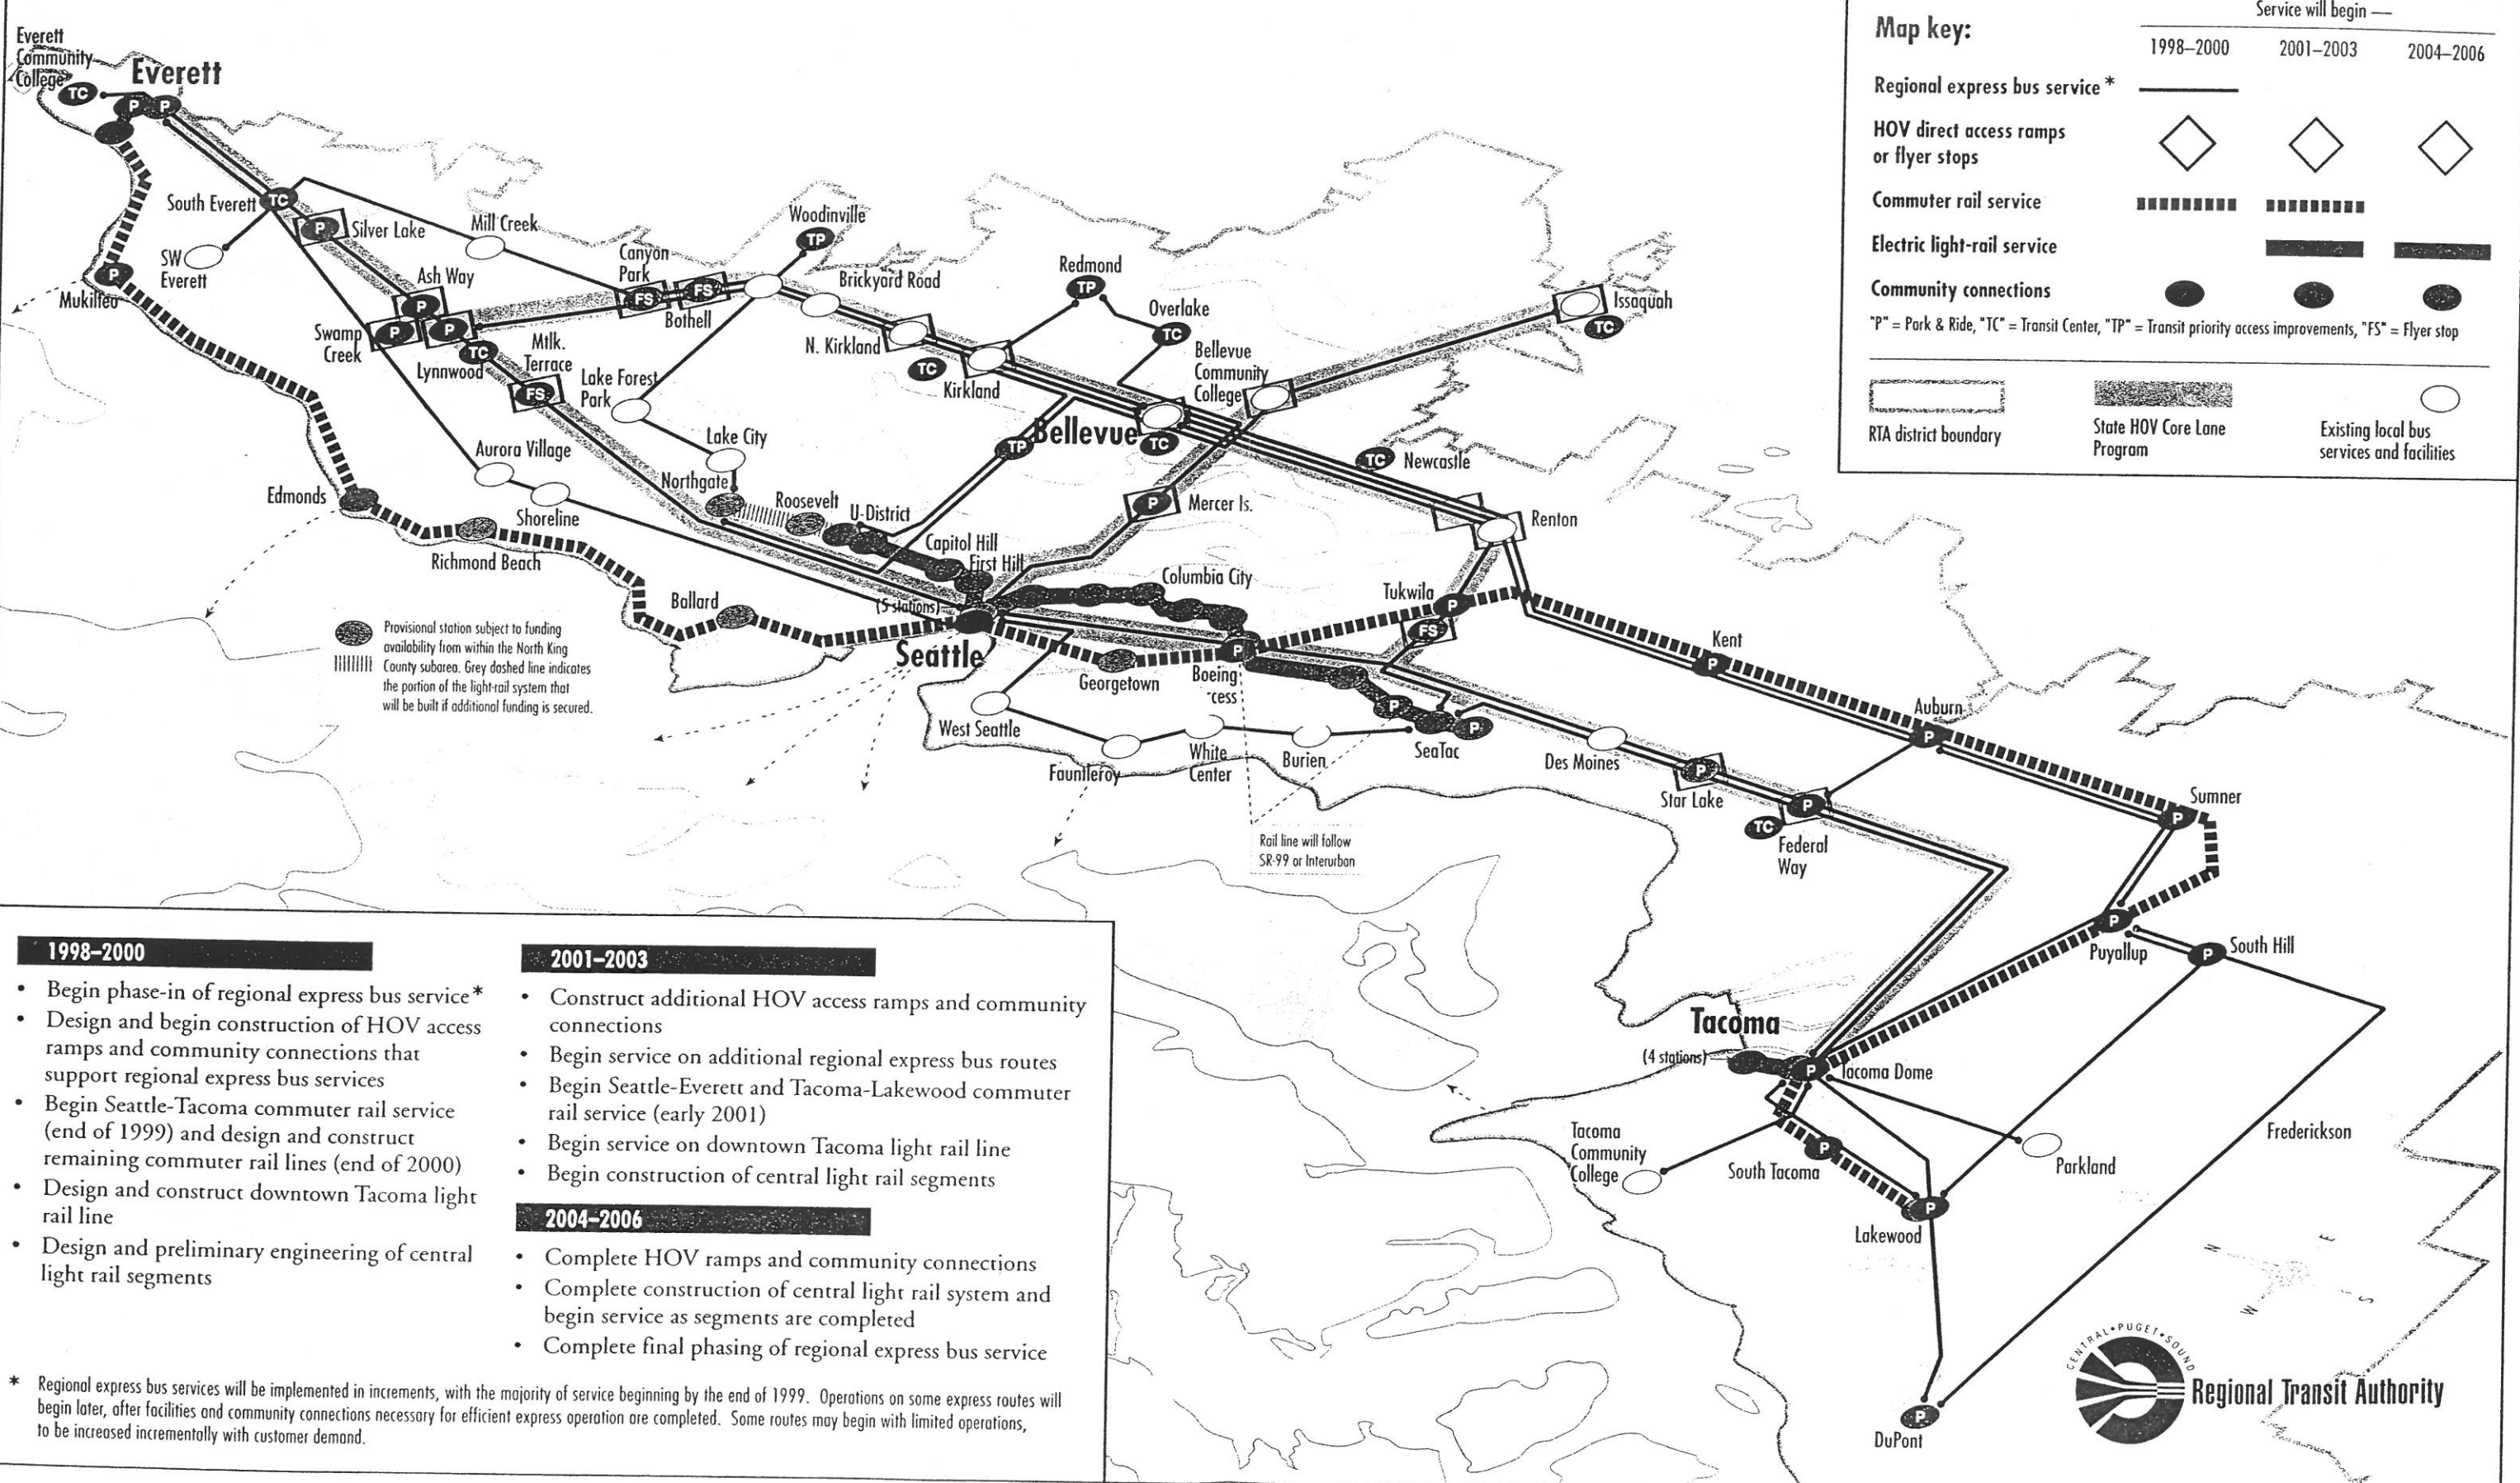 Everett
Community
College
TC
Everett
P
P
South Everett
TC
SW
Everett
P
Silver Lake
Mill Creek
Canyon
Park
FS
FS
Bothell
Woodinville
TP
Brickyard Road
Mukilteo
P
Ash Way
P
Swamp
Creek
P
P
TC
Lynnwood
Mtlk.
Terrace
FS
Lake Forest
Park
N. Kirkland
TC
Kirkland
Redmond
TP
Overlake
TC
Bellevue
Community
College
Issaquah
TC
Bellevue
TC
TP
TC
Newcastle
Lake City
Aurora Village
Northgate
Roosevelt
U-District
Edmonds
Shoreline
Richmond Beach
Capitol Hill
First Hill
P
Mercer Is.
Renton
Columbia City
Ballard
(5 stations)
Seattle
Tukwila
P
FS
Georgetown
Boeing
P
cess
Kent
P
West Seattle
Fauntleroy
White
Center
Burien
P
P
SeaTac
Des Moines
P
Star Lake
P
TC
Federal
Way
Auburn
P
Sumner
P
P
Puyallup
P
South Hill
Tacoma
(4 stations)
P
Tacoma Dome
Tacoma
Community
College
P
South Tacoma
P
Lakewood
Parkland
Frederickson
P
DuPont
Provisional station subject to funding
availability from within the North King
County subarea. Grey dashed line indicates
the portion of the light-rail system that
will be built if additional funding is secured.
Rail line will follow
SR-99 or Interurban
Map key:
Service will begin —
1998–2000
2001–2003
2004–2006
Regional express bus service *
HOV direct access ramps
or flyer stops
Commuter rail service
Electric light-rail service
Community connections
"P" = Park & Ride, "TC" = Transit Center, "TP" = Transit priority access improvements, "FS" = Flyer stop
RTA district boundary
State HOV Core Lane
Program
Existing local bus
services and facilities
1998–2000
• Begin phase-in of regional express bus service*
• Design and begin construction of HOV access
ramps and community connections that
support regional express bus services
• Begin Seattle-Tacoma commuter rail service
(end of 1999) and design and construct
remaining commuter rail lines (end of 2000)
• Design and construct downtown Tacoma light
rail line
• Design and preliminary engineering of central
light rail segments
2001–2003
• Construct additional HOV access ramps and community
connections
• Begin service on additional regional express bus routes
• Begin Seattle-Everett and Tacoma-Lakewood commuter
rail service (early 2001)
• Begin service on downtown Tacoma light rail line
• Begin construction of central light rail segments
2004–2006
• Complete HOV ramps and community connections
• Complete construction of central light rail system and
begin service as segments are completed
• Complete final phasing of regional express bus service
* Regional express bus services will be implemented in increments, with the majority of service beginning by the end of 1999. Operations on some express routes will
begin later, after facilities and community connections necessary for efficient express operation are completed. Some routes may begin with limited operations,
to be increased incrementally with customer demand.
N
E
W
S
CENTRAL•PUGET•SOUND
Regional Transit Authority